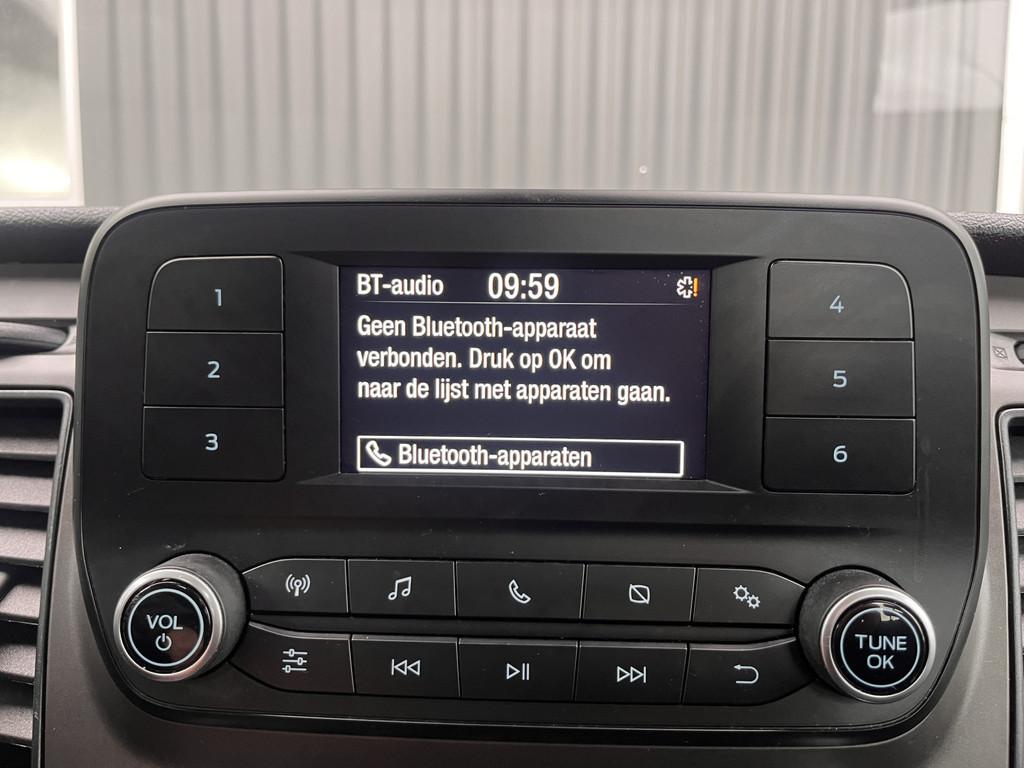 BT-audio 09:59
Geen Bluetooth-apparaat
verbonden. Druk op OK om
naar de lijst met apparaten gaan.
Bluetooth-apparaten
1
2
3
4
5
6
VOL
TUNE
OK